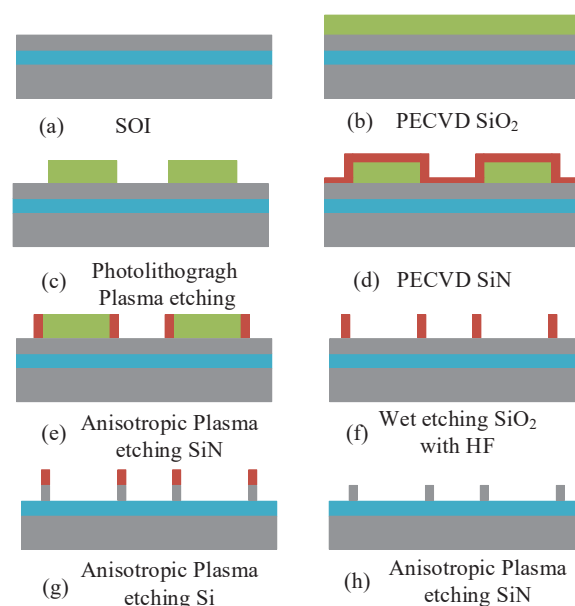 (a) SOI
(b) PECVD SiO₂
(c) Photolithogragh
Plasma etching
(d) PECVD SiN
(e) Anisotropic Plasma
etching SiN
(f) Wet etching SiO₂
with HF
(g) Anisotropic Plasma
etching Si
(h) Anisotropic Plasma
etching SiN